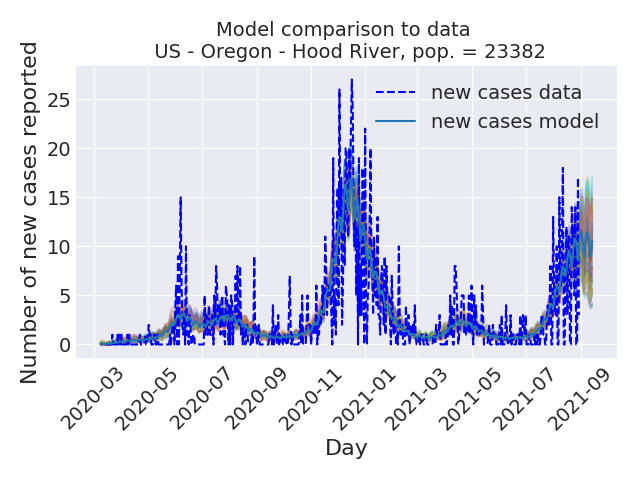 Model comparison to data
US - Oregon - Hood River, pop. = 23382
Number of new cases reported
25
20
15
10
5
0
new cases data
new cases model
2020-03
2020-05
2020-07
2020-09
2020-11
2021-01
2021-03
2021-05
2021-07
2021-09
Day